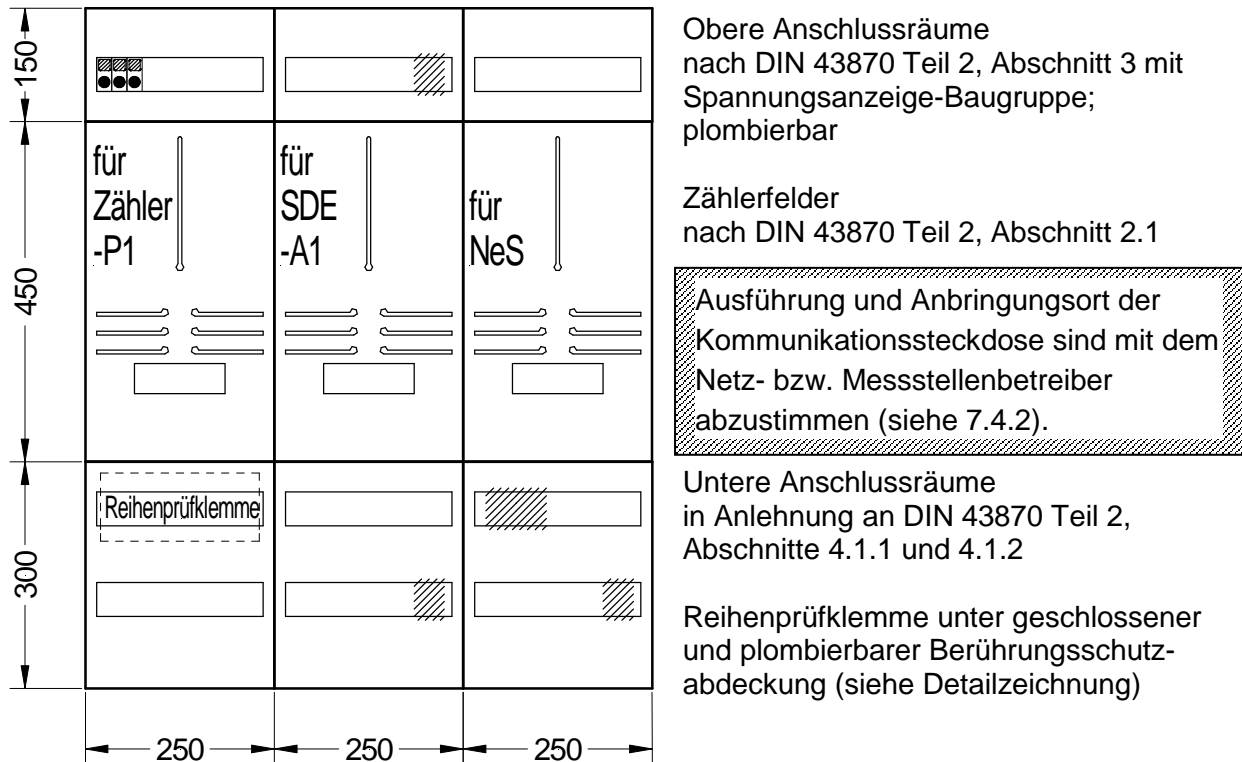 150
450
300
250
250
250
für
Zähler
-P1
für
SDE
-A1
für
NeS
Reihenprüfklemme
Obere Anschlussräume
nach DIN 43870 Teil 2, Abschnitt 3 mit
Spannungsanzeige-Baugruppe;
plombierbar
Zählerfelder
nach DIN 43870 Teil 2, Abschnitt 2.1
Ausführung und Anbringungsort der
Kommunikationssteckdose sind mit dem
Netz- bzw. Messstellenbetreiber
abzustimmen (siehe 7.4.2).
Untere Anschlussräume
in Anlehnung an DIN 43870 Teil 2,
Abschnitte 4.1.1 und 4.1.2
Reihenprüfklemme unter geschlossener
und plombierbarer Berührungsschutz-
abdeckung (siehe Detailzeichnung)